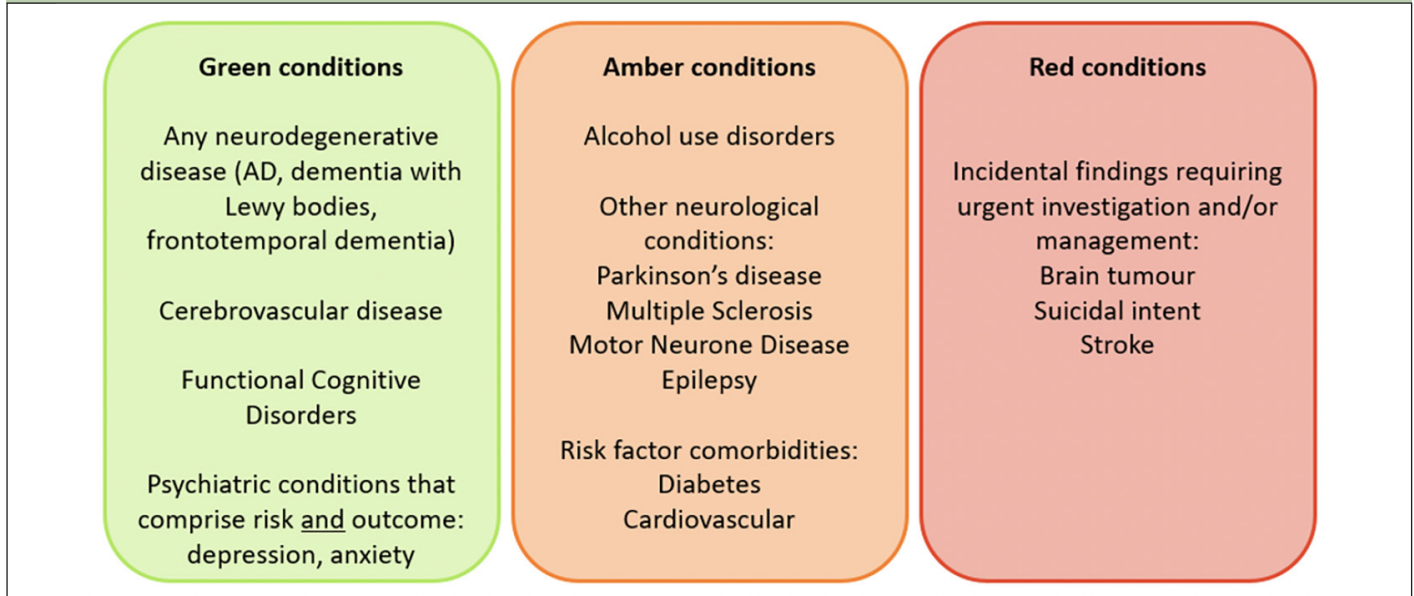 Green conditions
Any neurodegenerative
disease (AD, dementia with
Lewy bodies,
frontotemporal dementia)
Cerebrovascular disease
Functional Cognitive
Disorders
Psychiatric conditions that
comprise risk and outcome:
depression, anxiety
Amber conditions
Alcohol use disorders
Other neurological
conditions:
Parkinson’s disease
Multiple Sclerosis
Motor Neurone Disease
Epilepsy
Risk factor comorbidities:
Diabetes
Cardiovascular
Red conditions
Incidental findings requiring
urgent investigation and/or
management:
Brain tumour
Suicidal intent
Stroke